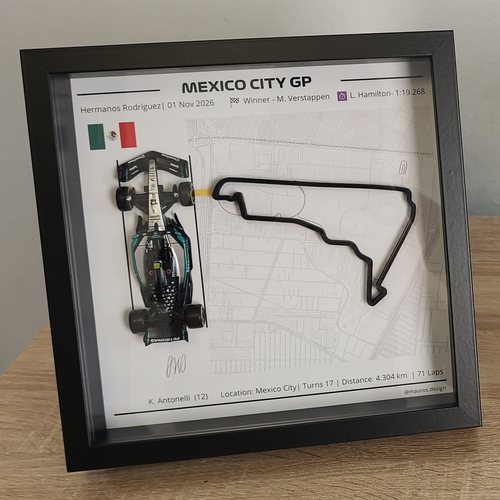 MEXICO CITY GP
Hermanos Rodriguez| 01 Nov 2026 Winner - M. Verstappen L. Hamilton- 1:19.268
K. Antonelli (12) Location: Mexico City| Turns 17 | Distance: 4.304 km | 71 Laps
@mauros.design